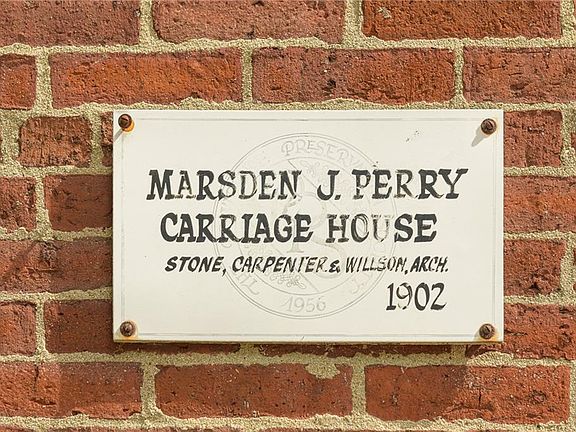 MARSDEN J. PERRY
CARRIAGE HOUSE
STONE, CARPENTER & WILLSON, ARCH.
1902
1956